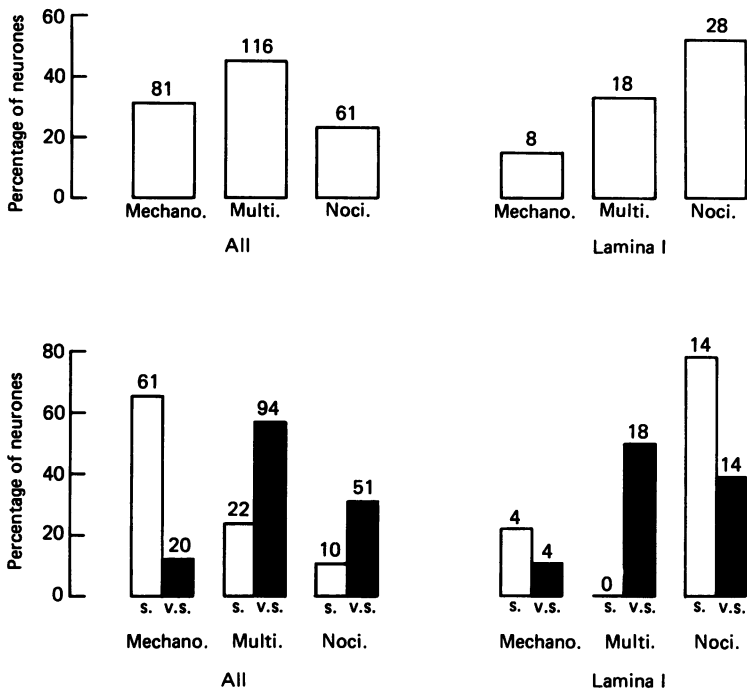 Percentage of neurones
60
40
20
0
81
116
61
Mechano. Multi. Noci.
All
8
18
28
Mechano. Multi. Noci.
Lamina I
Percentage of neurones
80
60
40
20
0
61
20
22
94
10
51
s. v.s. s. v.s. s. v.s.
Mechano. Multi. Noci.
All
4
4
0
18
14
14
s. v.s. s. v.s. s. v.s.
Mechano. Multi. Noci.
Lamina I